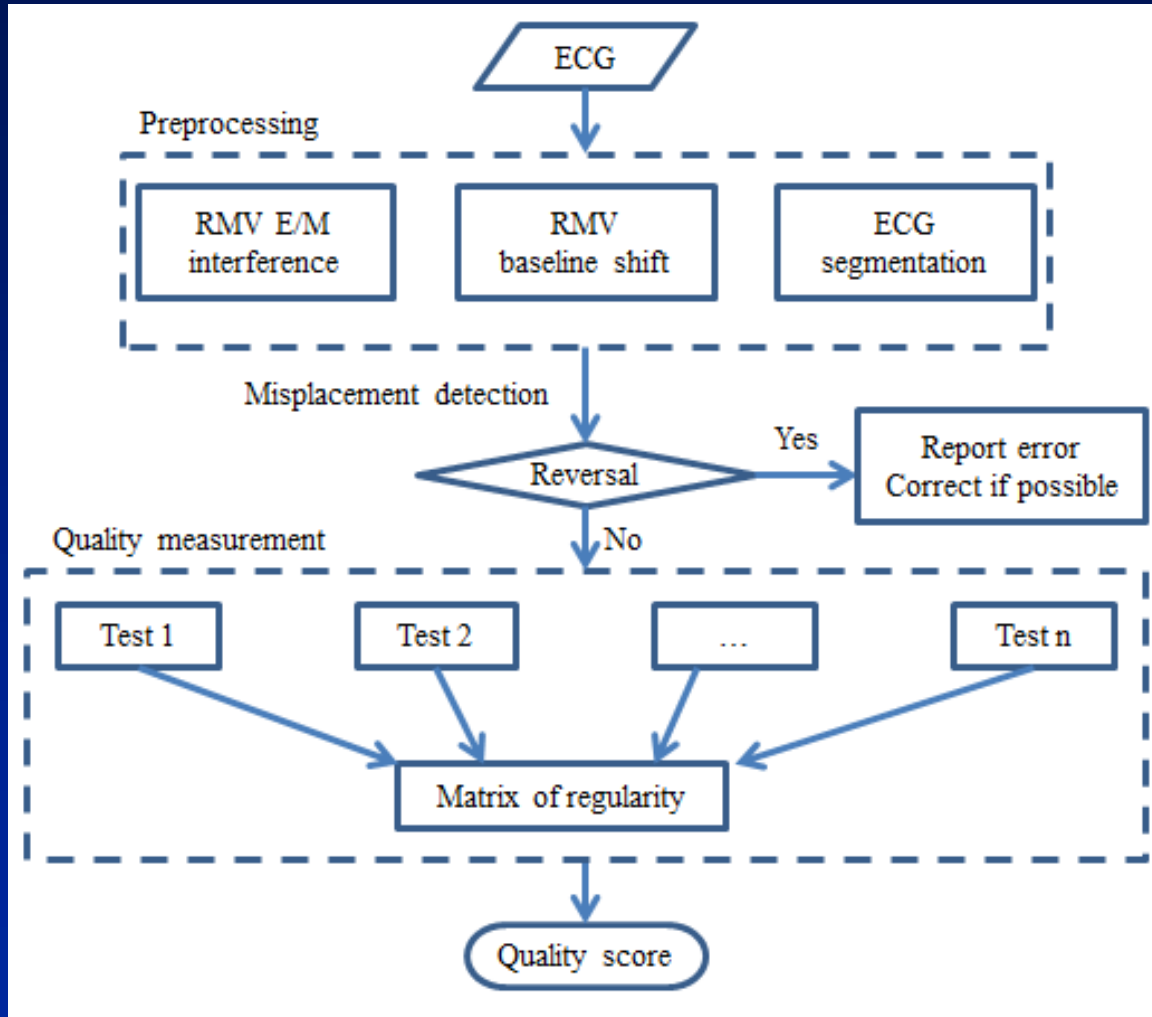 ECG
Preprocessing
RMV E/M
interference
RMV
baseline shift
ECG
segmentation
Misplacement detection
Reversal
Yes
Report error
Correct if possible
No
Quality measurement
Test 1
Test 2
...
Test n
Matrix of regularity
Quality score